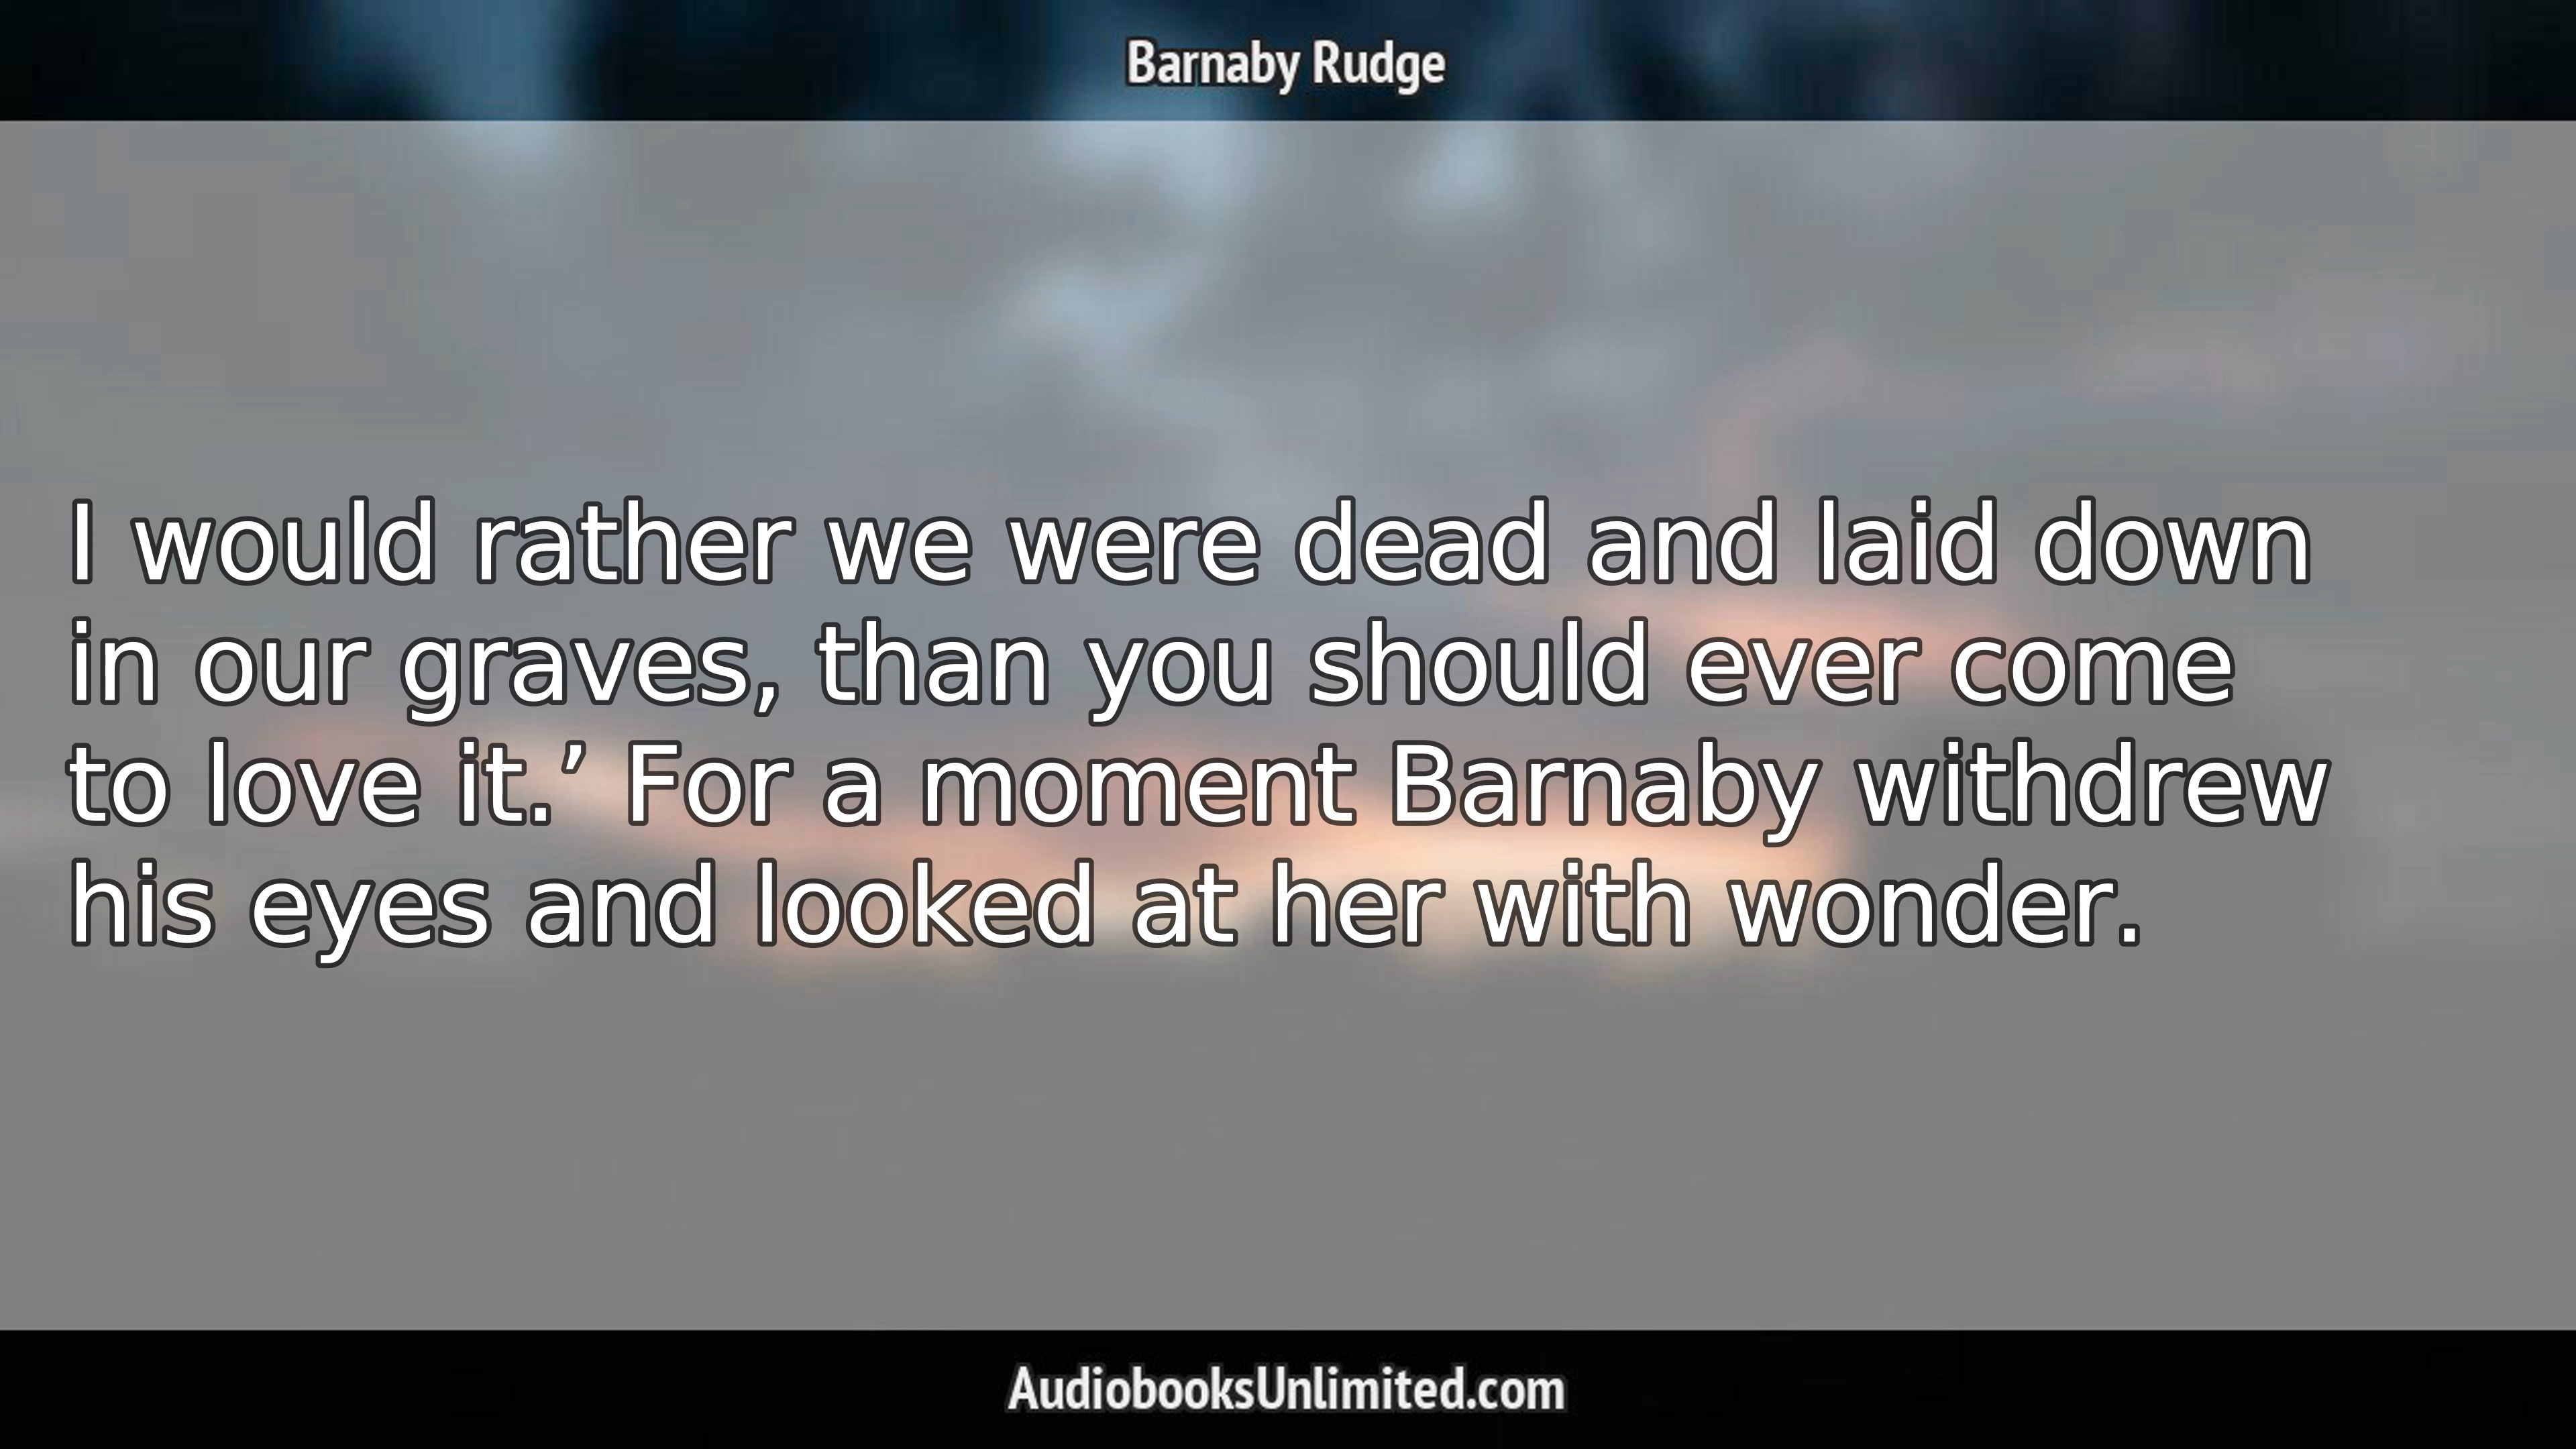 Barnaby Rudge
I would rather we were dead and laid down
in our graves, than you should ever come
to love it.’ For a moment Barnaby withdrew
his eyes and looked at her with wonder.
AudiobooksUnlimited.com